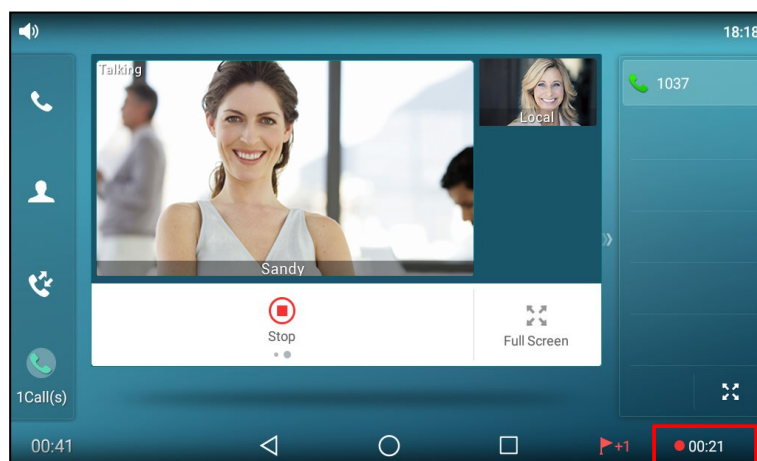 18:18
Talking
Local
1037
Sandy
Stop
Full Screen
1Call(s)
00:41
+1
00:21